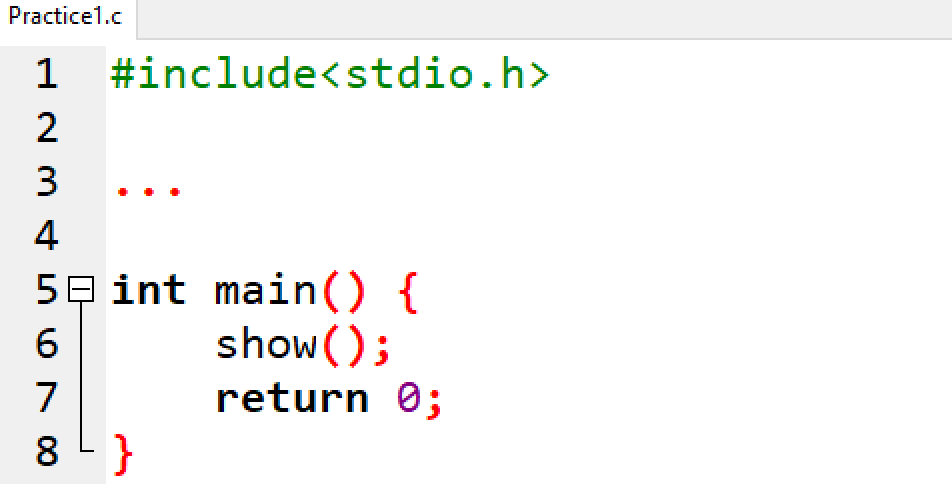 Practice1.c
1 #include<stdio.h>
2
3 ...
4
5 int main() {
6 show();
7 return 0;
8 }